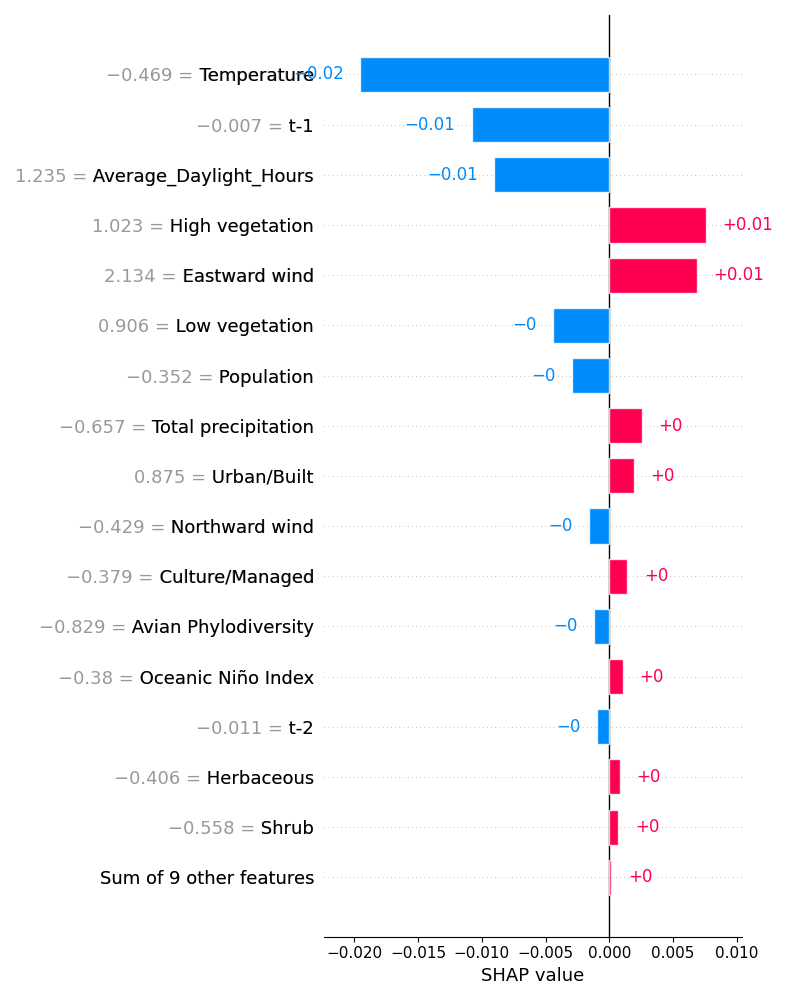 −0.469 = Temperature −0.02
−0.007 = t-1 −0.01
1.235 = Average_Daylight_Hours −0.01
1.023 = High vegetation +0.01
2.134 = Eastward wind +0.01
0.906 = Low vegetation −0
−0.352 = Population −0
−0.657 = Total precipitation +0
0.875 = Urban/Built +0
−0.429 = Northward wind −0
−0.379 = Culture/Managed +0
−0.829 = Avian Phylodiversity −0
−0.38 = Oceanic Niño Index +0
−0.011 = t-2 −0
−0.406 = Herbaceous +0
−0.558 = Shrub +0
Sum of 9 other features +0
−0.020 −0.015 −0.010 −0.005 0.000 0.005 0.010
SHAP value